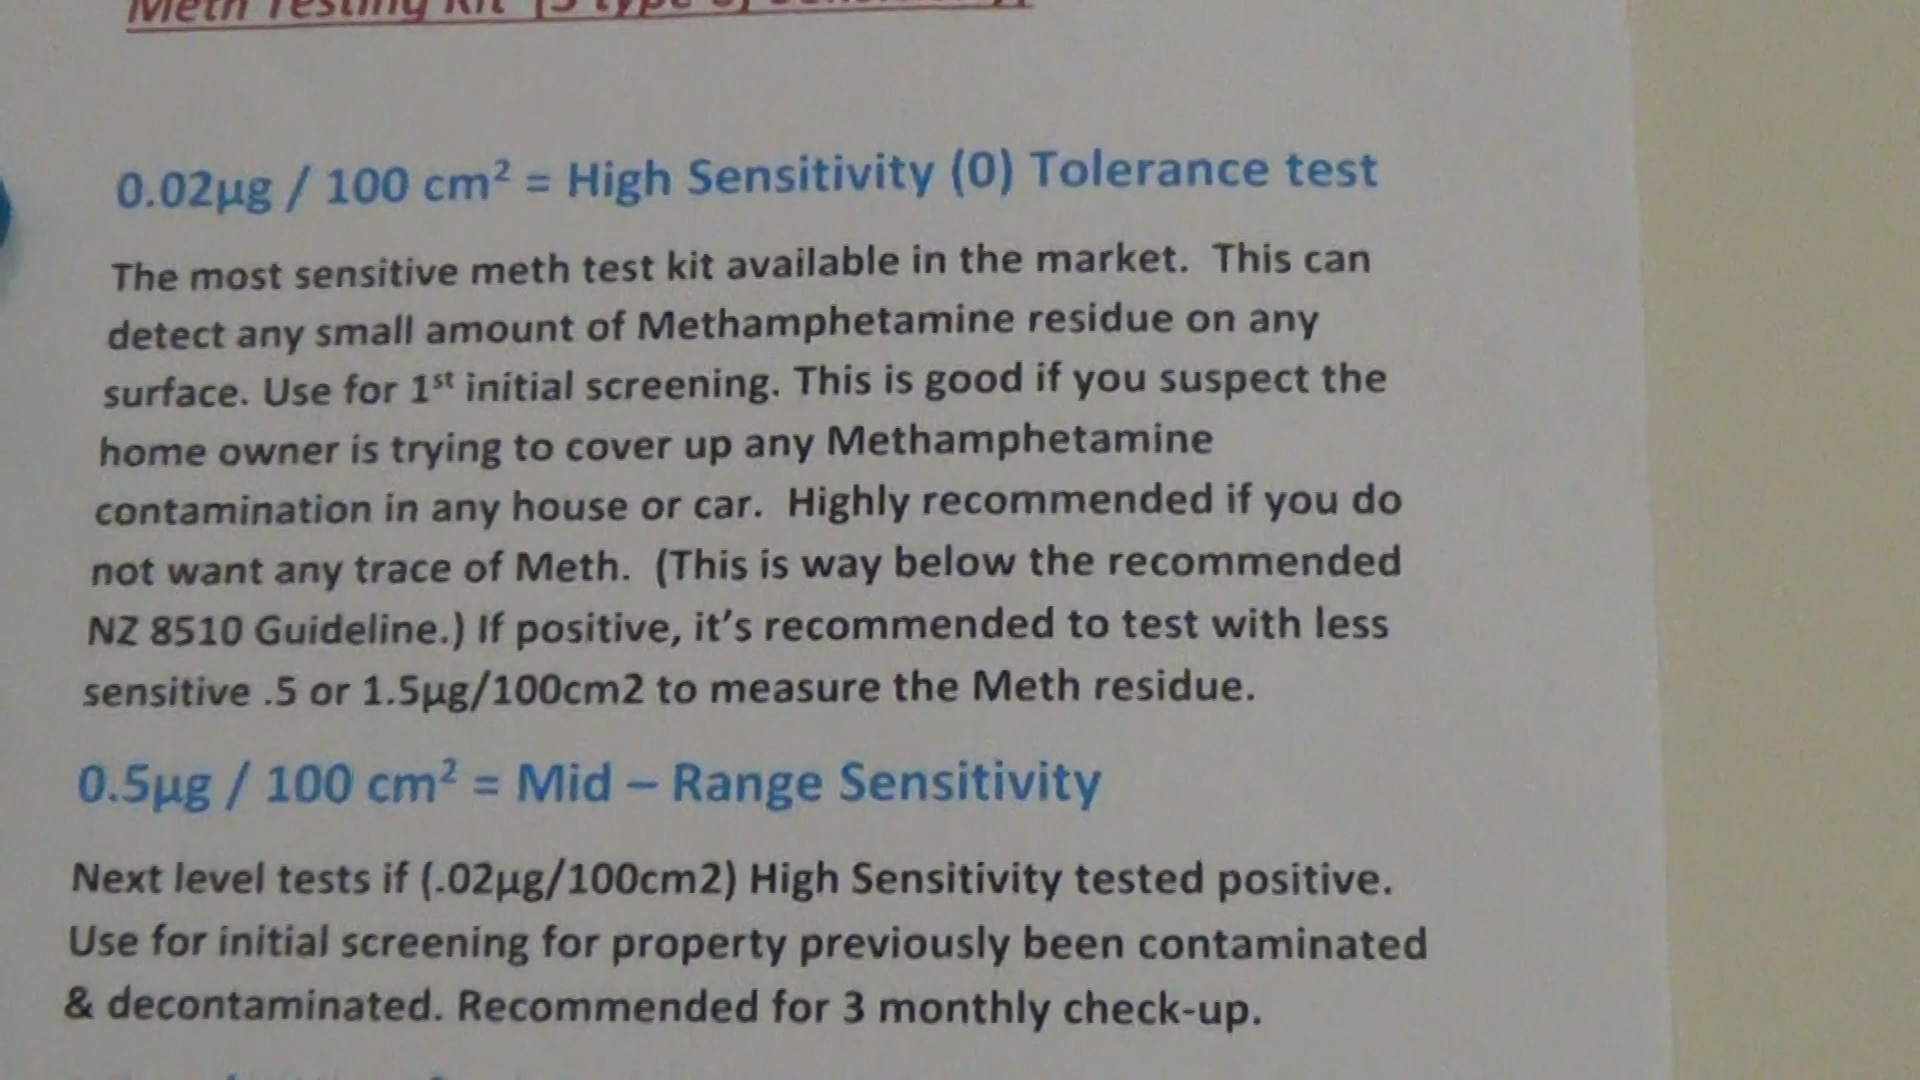 Meth Testing Kit
0.02µg / 100 cm² = High Sensitivity (0) Tolerance test
The most sensitive meth test kit available in the market. This can
detect any small amount of Methamphetamine residue on any
surface. Use for 1st initial screening. This is good if you suspect the
home owner is trying to cover up any Methamphetamine
contamination in any house or car. Highly recommended if you do
not want any trace of Meth. (This is way below the recommended
NZ 8510 Guideline.) If positive, it's recommended to test with less
sensitive .5 or 1.5µg/100cm2 to measure the Meth residue.
0.5µg / 100 cm² = Mid – Range Sensitivity
Next level tests if (.02µg/100cm2) High Sensitivity tested positive.
Use for initial screening for property previously been contaminated
& decontaminated. Recommended for 3 monthly check-up.